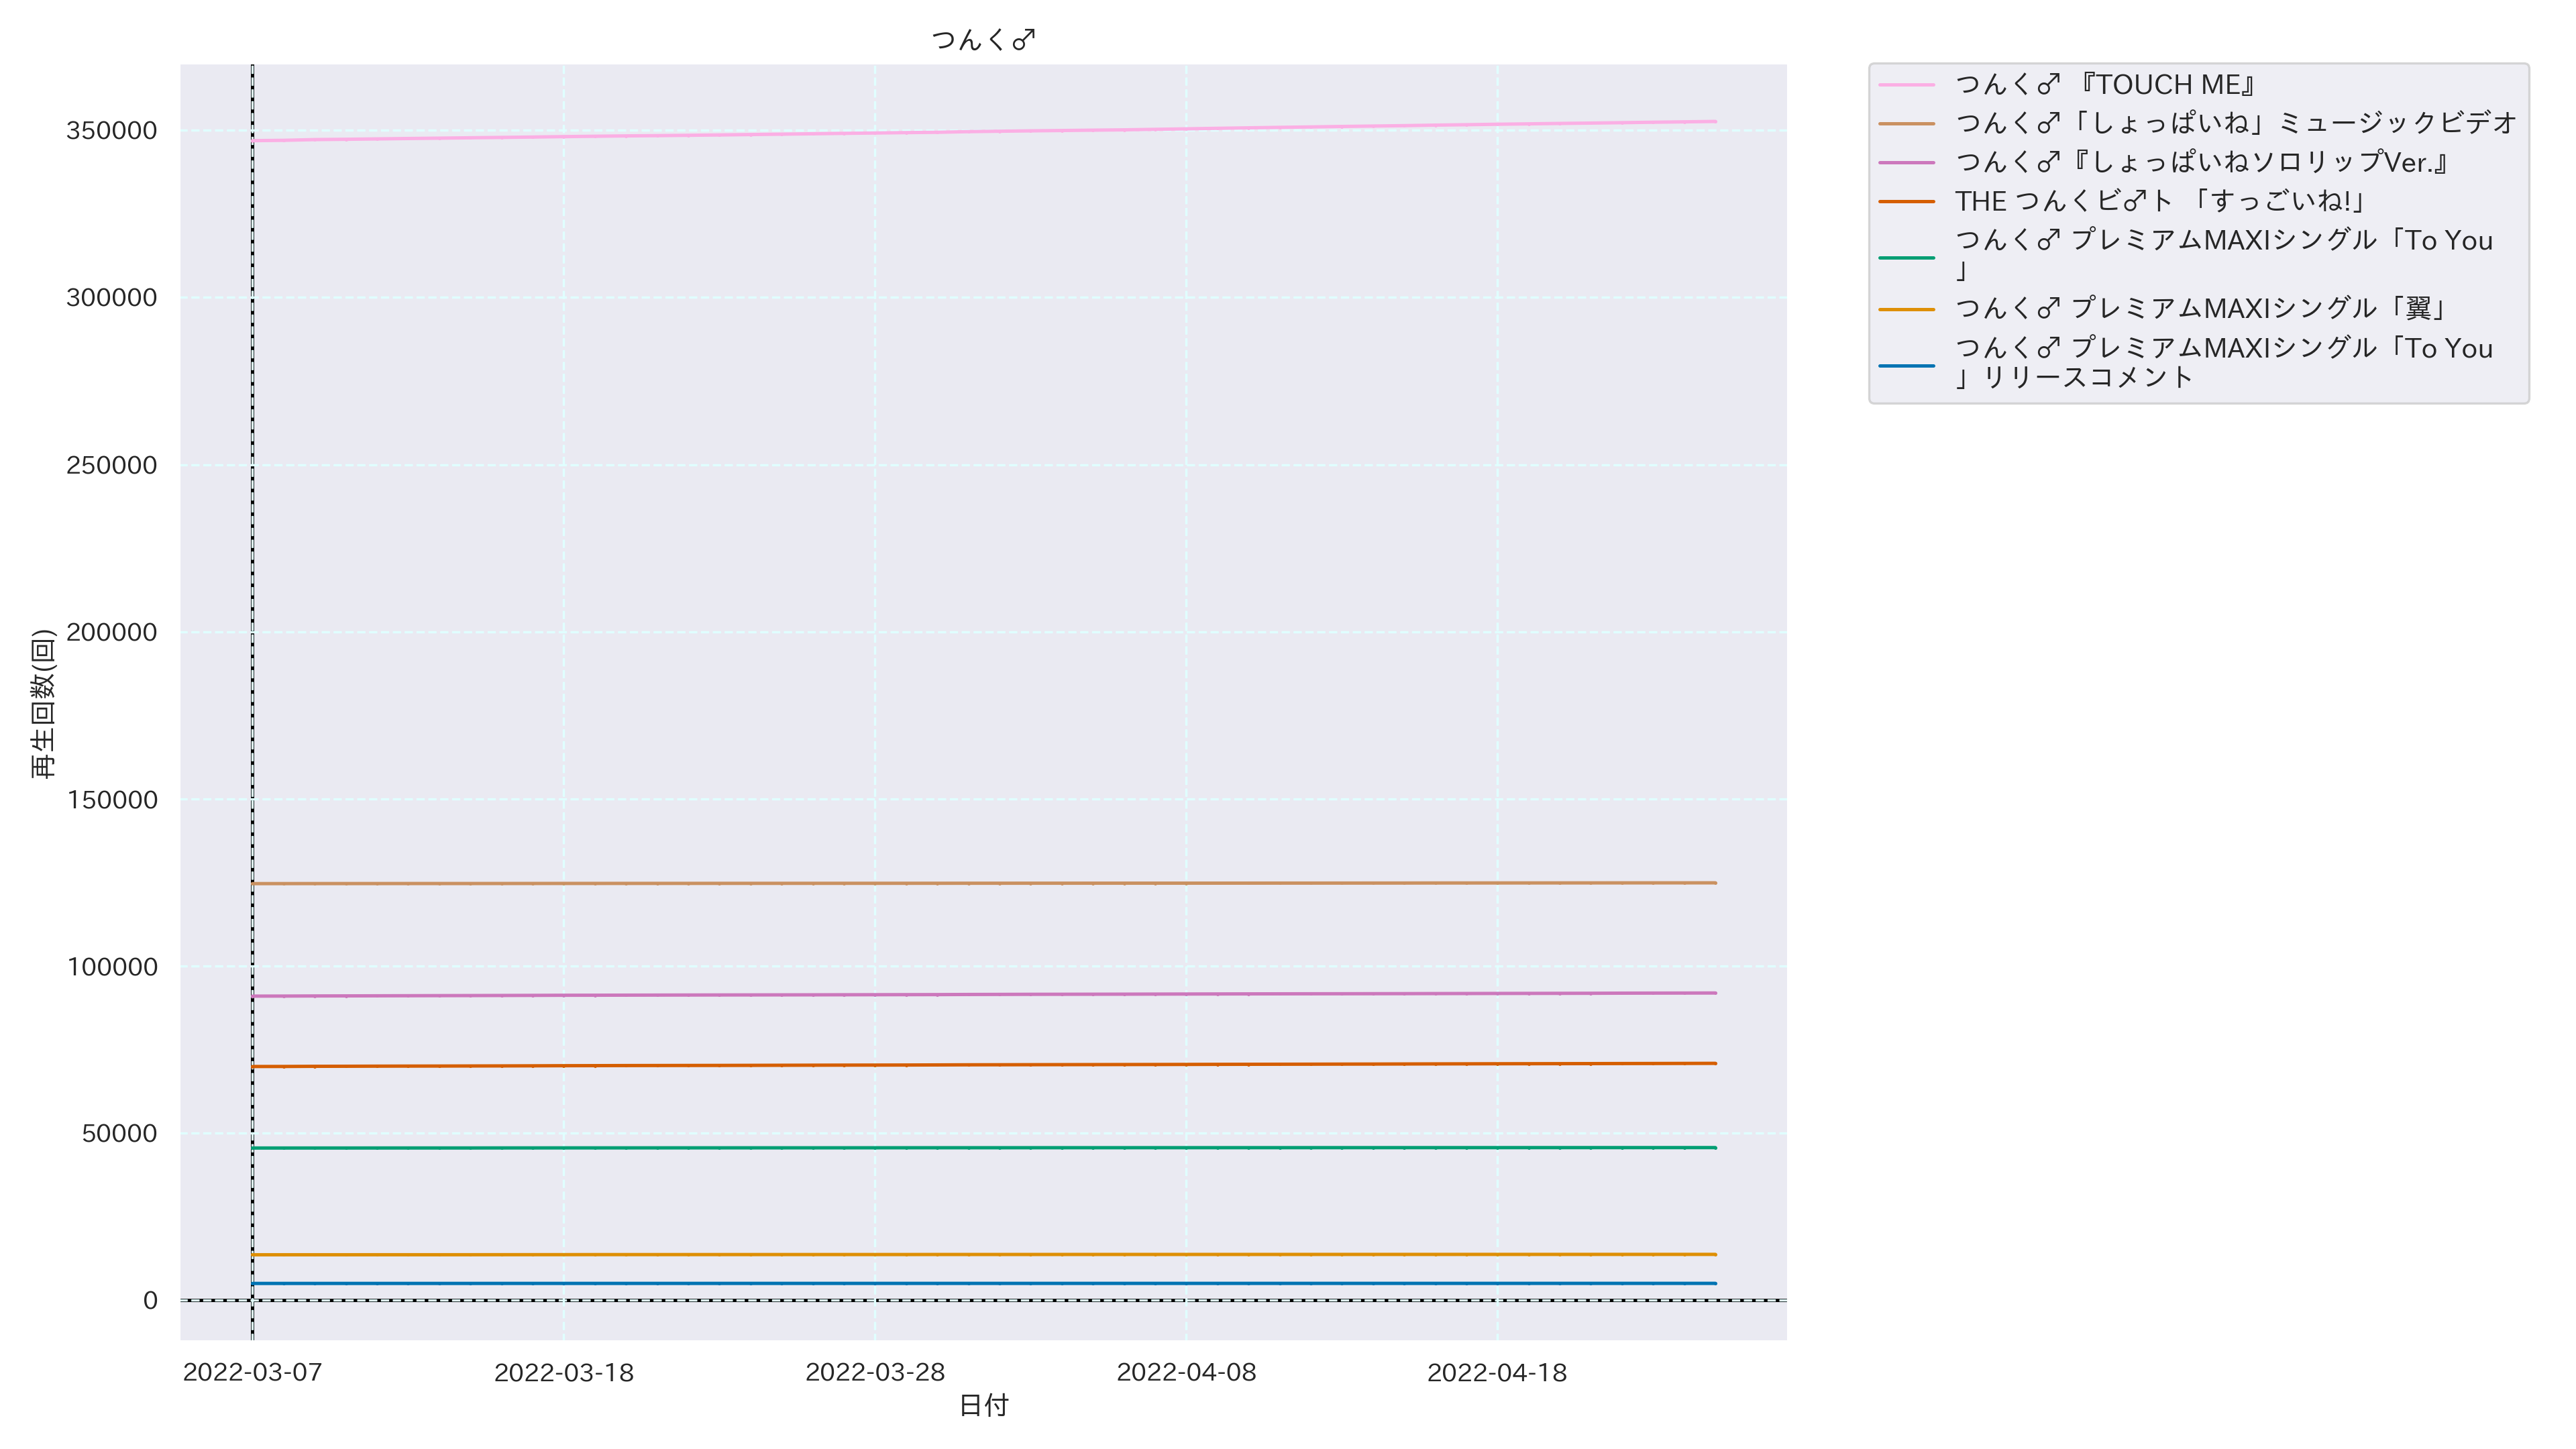 つんく♂
350000
300000
250000
200000
150000
100000
50000
0
再生回数(回)
2022-03-07
2022-03-18
2022-03-28
2022-04-08
2022-04-18
日付
つんく♂ 『TOUCH ME』
つんく♂「しょっぱいね」ミュージックビデオ
つんく♂『しょっぱいねソロリップVer.』
THE つんくビ♂ト 「すっごいね!」
つんく♂ プレミアムMAXIシングル「To You
」
つんく♂ プレミアムMAXIシングル「翼」
つんく♂ プレミアムMAXIシングル「To You
」リリースコメント